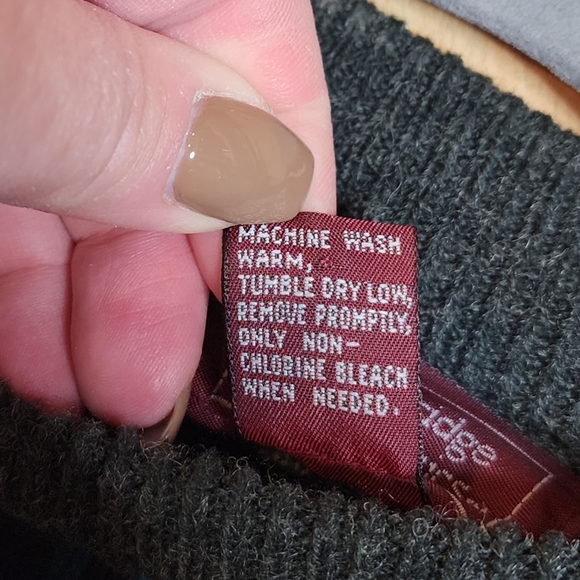 MACHINE WASH
WARM,
TUMBLE DRY LOW,
REMOVE PROMPTLY.
ONLY NON-
CHLORINE BLEACH
WHEN NEEDED.